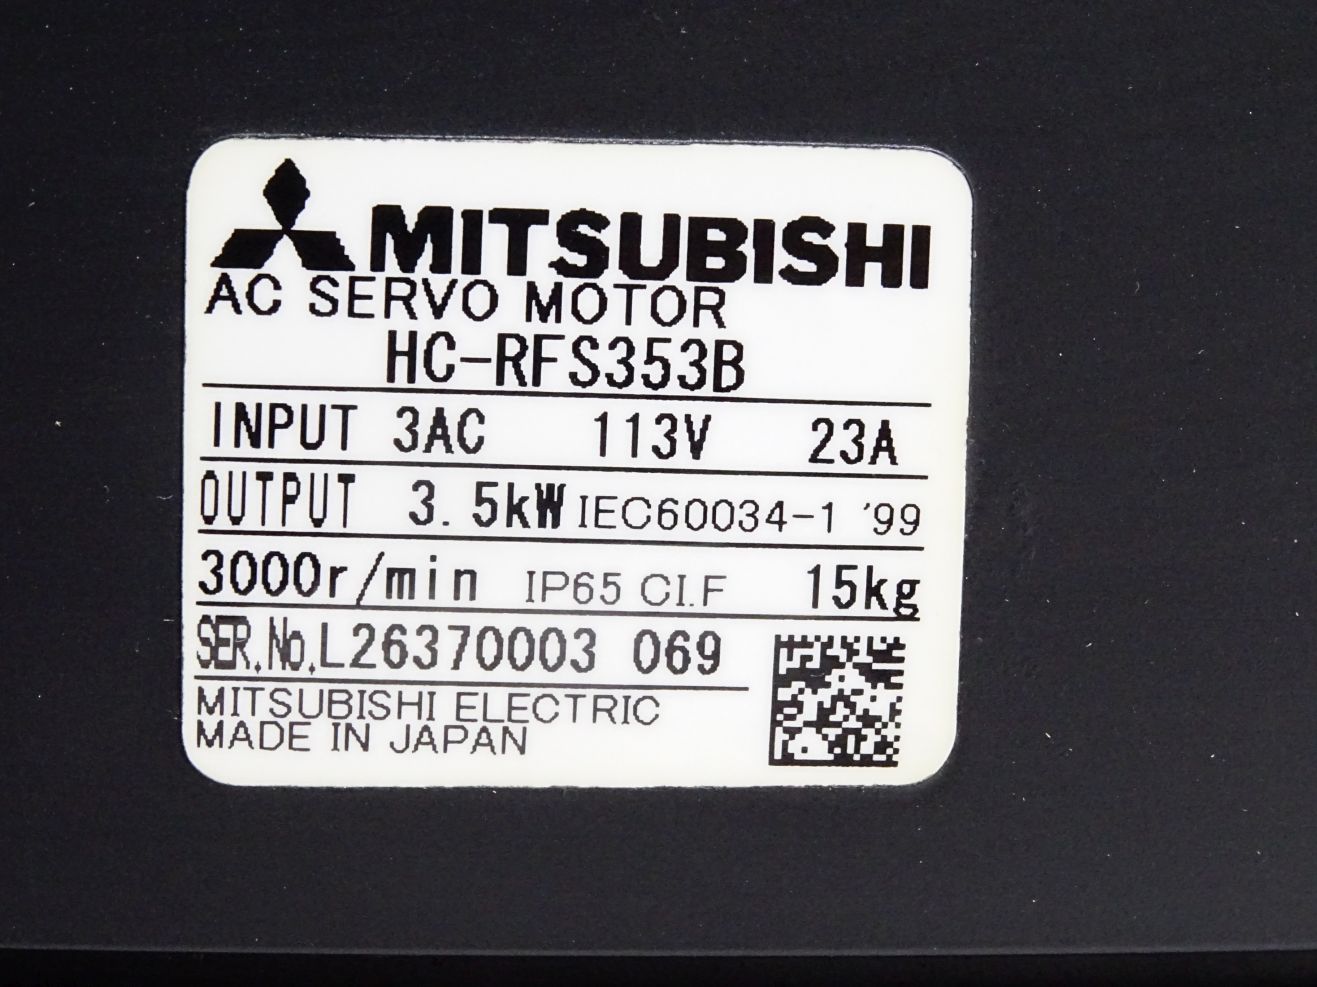 MITSUBISHI
AC SERVO MOTOR
HC-RFS353B
INPUT 3AC 113V 23A
OUTPUT 3.5kW IEC60034-1 '99
3000r/min IP65 CI.F 15kg
SER.No.L26370003 069
MITSUBISHI ELECTRIC
MADE IN JAPAN